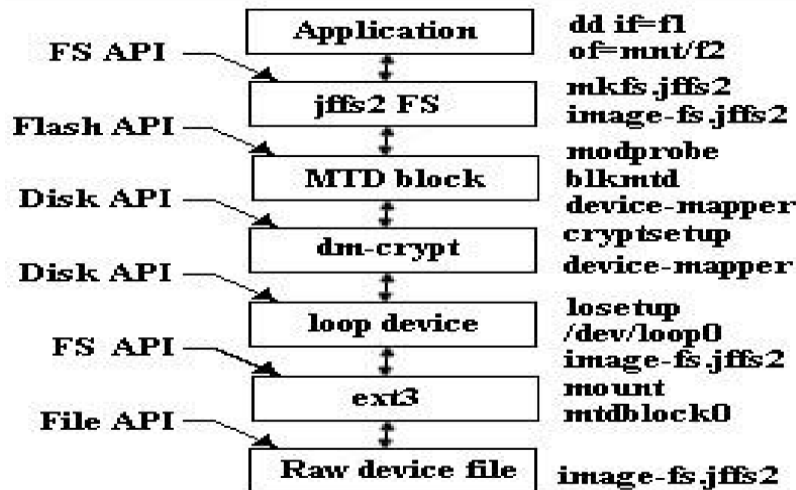 Application
dd if=f1
of=mnt/f2
FS API
jffs2 FS
mkfs.jffs2
image-fs.jffs2
Flash API
MTD block
modprobe
blkmtd
device-mapper
Disk API
dm-crypt
cryptsetup
device-mapper
Disk API
loop device
losetup
/dev/loop0
image-fs.jffs2
FS API
ext3
mount
mtdblock0
File API
Raw device file
image-fs.jffs2